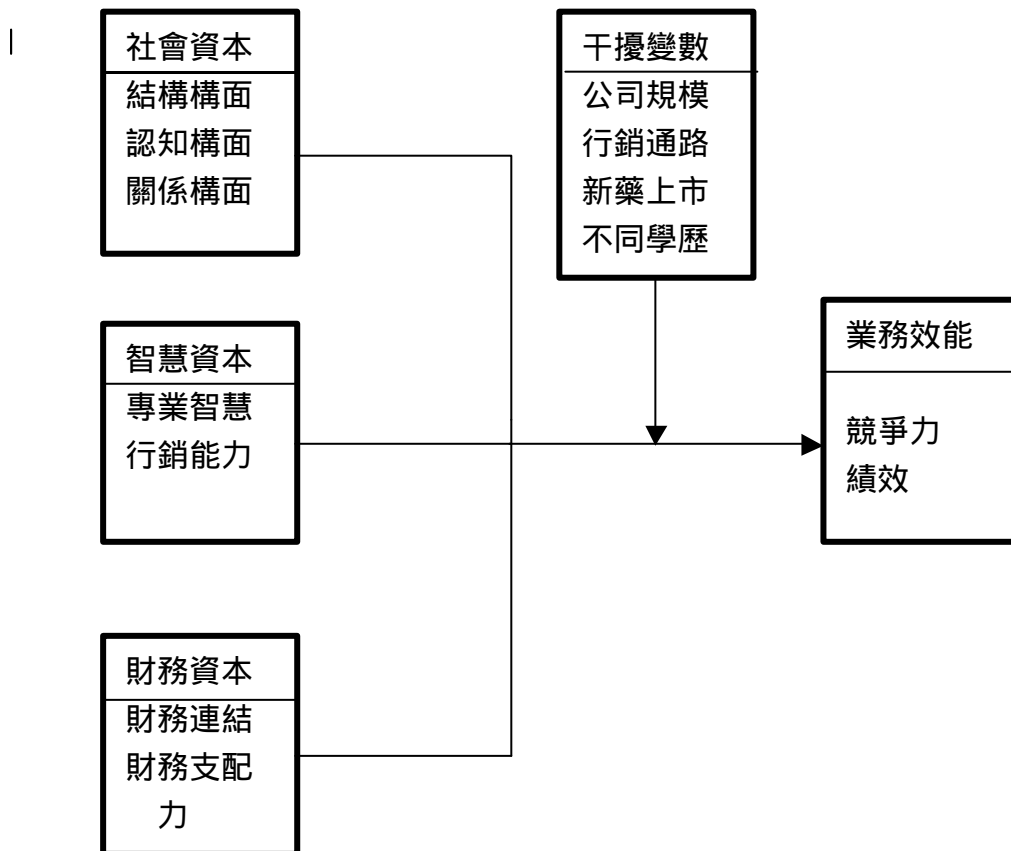 社會資本
結構構面
認知構面
關係構面
干擾變數
公司規模
行銷通路
新藥上市
不同學歷
智慧資本
專業智慧
行銷能力
業務效能
競爭力
績效
財務資本
財務連結
財務支配
力